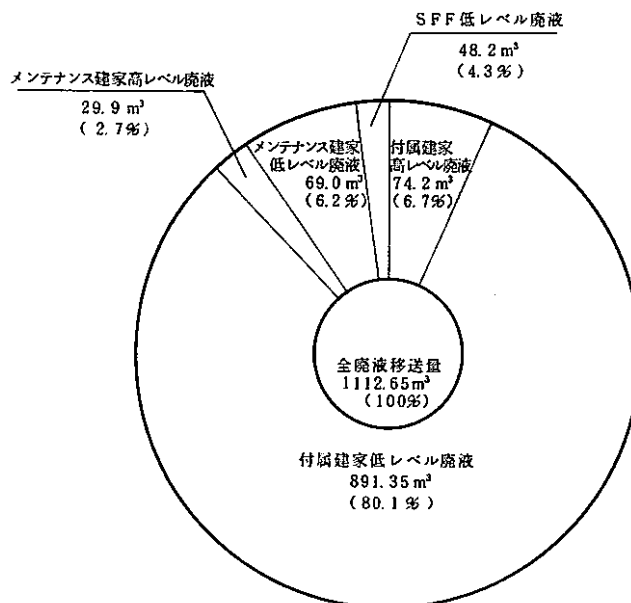 SFF低レベル廃液
48.2m³
(4.3%)
メンテナンス建家高レベル廃液
29.9m³
(2.7%)
メンテナンス建家
低レベル廃液
69.0m³
(6.2%)
付属建家
高レベル廃液
74.2m³
(6.7%)
全廃液移送量
1112.65m³
(100%)
付属建家低レベル廃液
891.35m³
(80.1%)